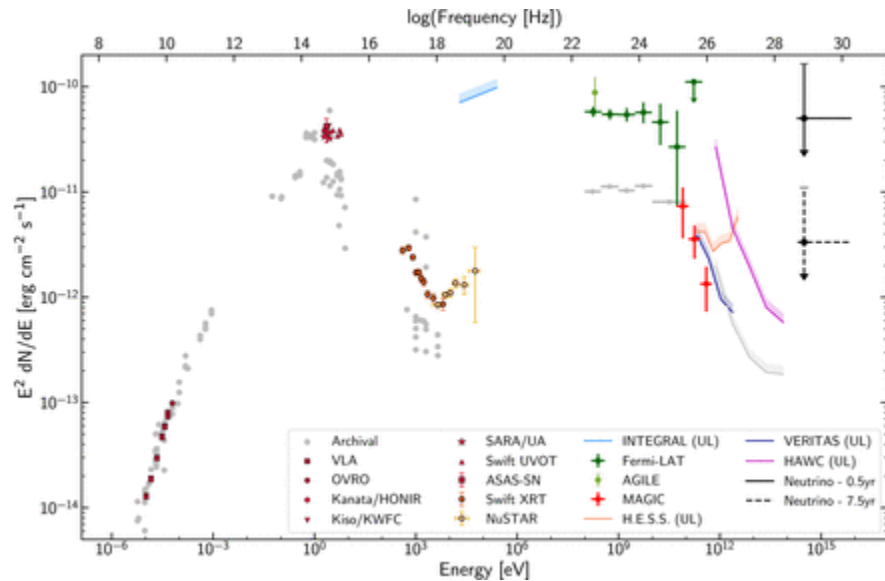 log(Frequency [Hz])
8 10 12 14 16 18 20 22 24 26 28 30
E² dN/dE [erg cm⁻² s⁻¹]
10⁻¹⁰
10⁻¹¹
10⁻¹²
10⁻¹³
10⁻¹⁴
Archival
VLA
OVRO
Kanata/HONIR
Kiso/KWFC
SARA/UA
Swift UVOT
ASAS-SN
Swift XRT
NuSTAR
INTEGRAL (UL)
Fermi-LAT
AGILE
MAGIC
H.E.S.S. (UL)
VERITAS (UL)
HAWC (UL)
Neutrino - 0.5yr
Neutrino - 7.5yr
10⁻⁶ 10⁻³ 10⁰ 10³ 10⁶ 10⁹ 10¹² 10¹⁵
Energy [eV]